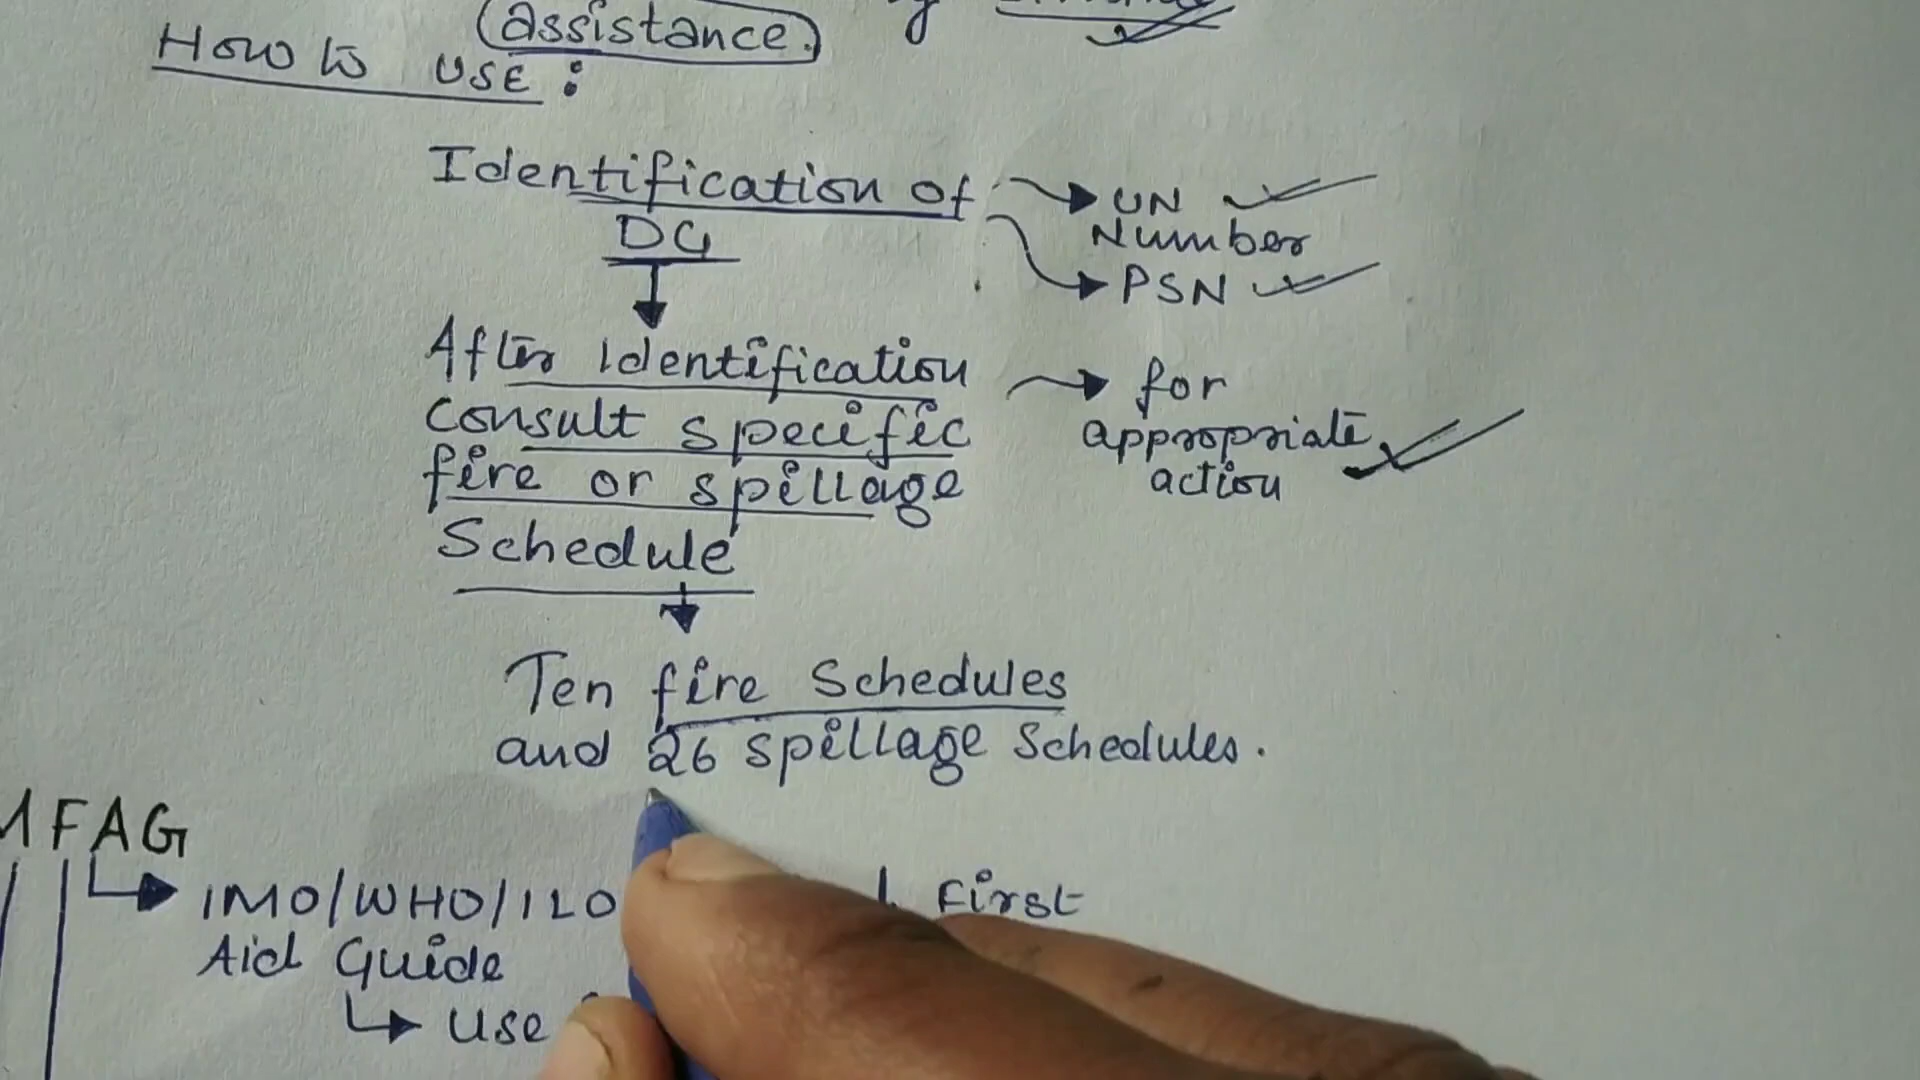 assistance.
How to use:
Identification of
DG
UN
Number
PSN
After identification
consult specific
fire or spillage
Schedule
for
appropriate
action
Ten fire Schedules
and 26 spillage schedules.
MFAG
IMO/WHO/ILO First
Aid Guide
Use